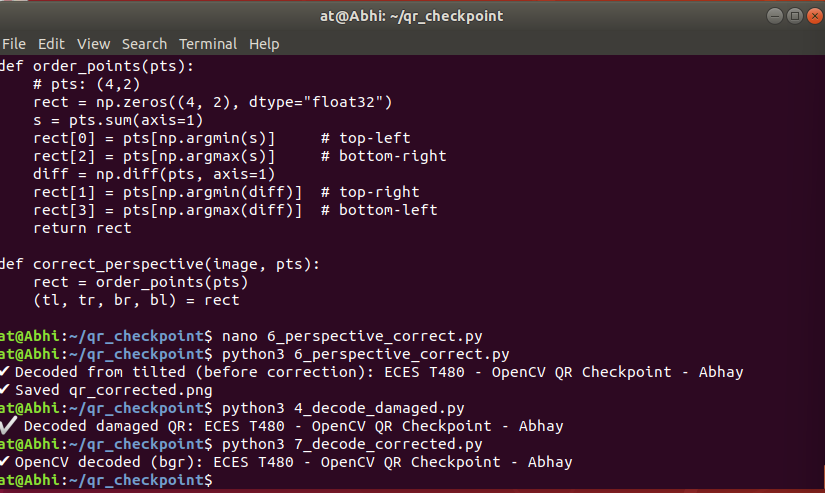 at@Abhi: ~/qr_checkpoint
File Edit View Search Terminal Help
def order_points(pts):
    # pts: (4,2)
    rect = np.zeros((4, 2), dtype="float32")
    s = pts.sum(axis=1)
    rect[0] = pts[np.argmin(s)]     # top-left
    rect[2] = pts[np.argmax(s)]     # bottom-right
    diff = np.diff(pts, axis=1)
    rect[1] = pts[np.argmin(diff)]  # top-right
    rect[3] = pts[np.argmax(diff)]  # bottom-left
    return rect
def correct_perspective(image, pts):
    rect = order_points(pts)
    (tl, tr, br, bl) = rect
at@Abhi:~/qr_checkpoint$ nano 6_perspective_correct.py
at@Abhi:~/qr_checkpoint$ python3 6_perspective_correct.py
✔ Decoded from tilted (before correction): ECES T480 - OpenCV QR Checkpoint - Abhay
✔ Saved qr_corrected.png
at@Abhi:~/qr_checkpoint$ python3 4_decode_damaged.py
✔ Decoded damaged QR: ECES T480 - OpenCV QR Checkpoint - Abhay
at@Abhi:~/qr_checkpoint$ python3 7_decode_corrected.py
✔ OpenCV decoded (bgr): ECES T480 - OpenCV QR Checkpoint - Abhay
at@Abhi:~/qr_checkpoint$